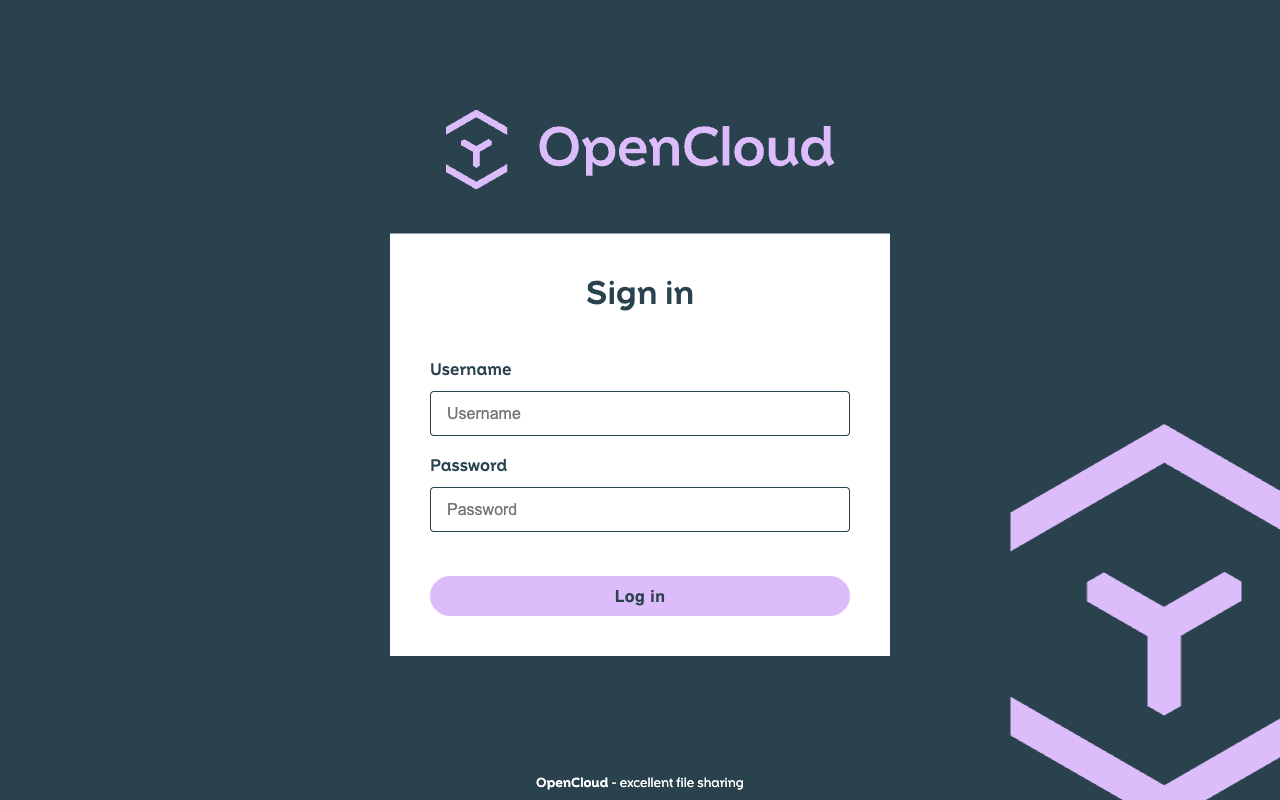 OpenCloud
Sign in
Username
Username
Password
Password
Log in
OpenCloud - excellent file sharing